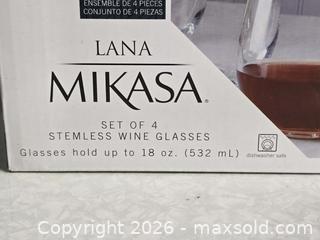 ENSEMBLE DE 4 PIÈCES
CONJUNTO DE 4 PIEZAS
LANA
MIKASA®
SET OF 4
STEMLESS WINE GLASSES
Glasses hold up to 18 oz. (532 mL)
dishwasher safe
Copyright 2026 - maxsold.com